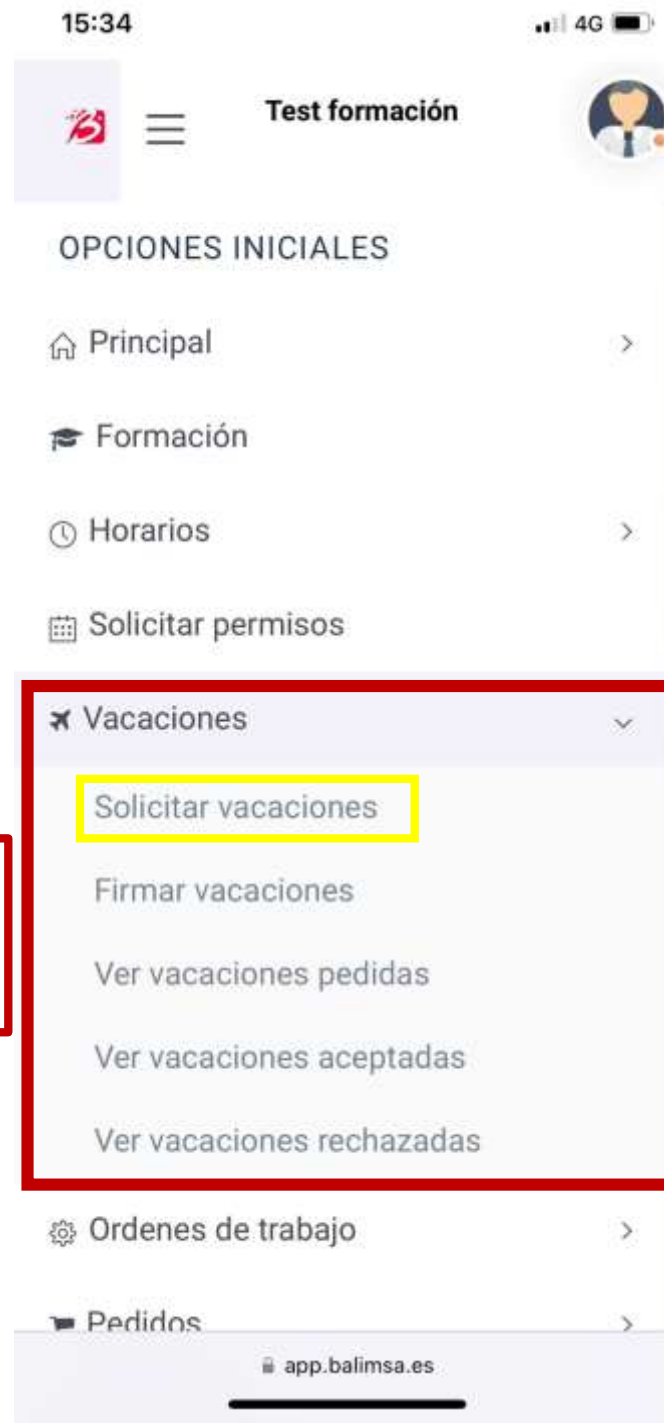 15:34
4G
Test formación
OPCIONES INICIALES
Principal
Formación
Horarios
Solicitar permisos
Vacaciones
Solicitar vacaciones
Firmar vacaciones
Ver vacaciones pedidas
Ver vacaciones aceptadas
Ver vacaciones rechazadas
Ordenes de trabajo
Pedidos
app.balimsa.es